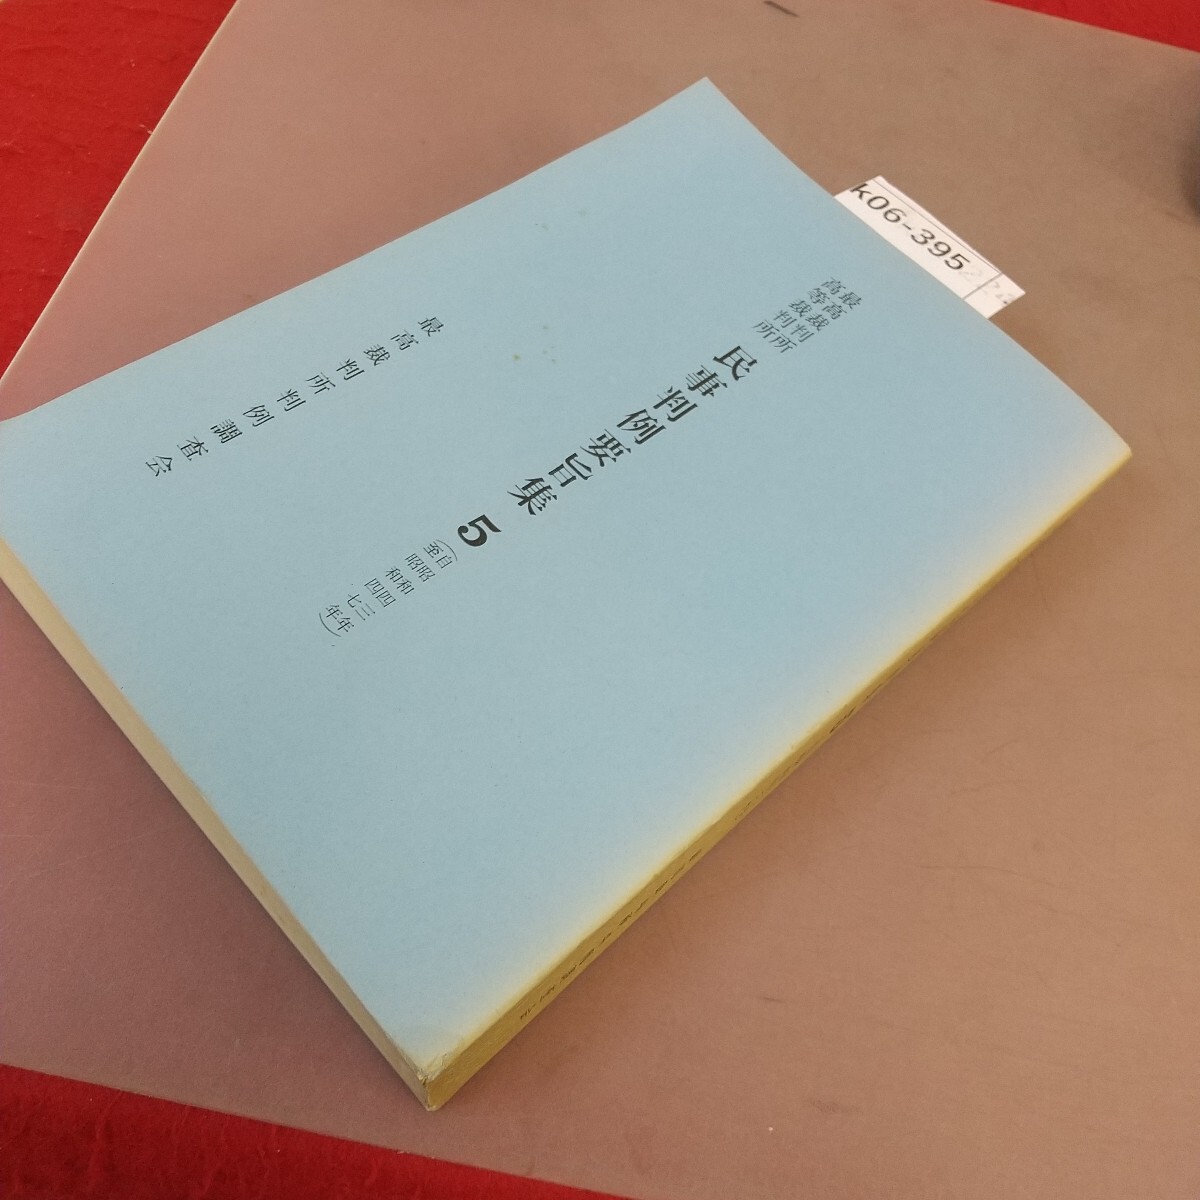 k06-395
最高裁判所
高等裁判所
民事判例要旨集 5
(自昭和四三年
至昭和四七年)
最高裁判所判例調査会